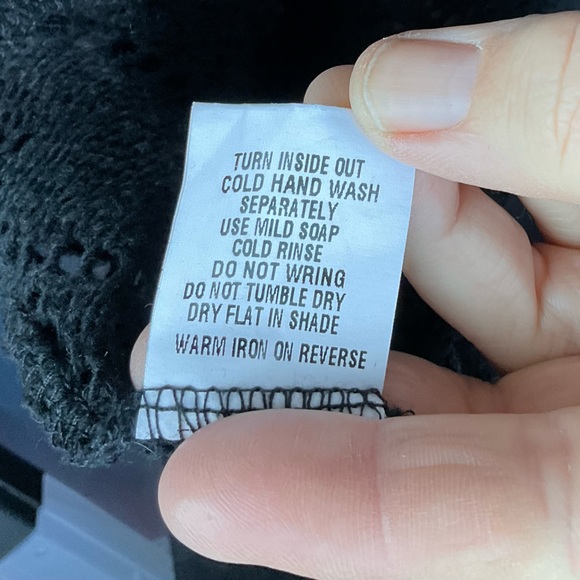 TURN INSIDE OUT
COLD HAND WASH
SEPARATELY
USE MILD SOAP
COLD RINSE
DO NOT WRING
DO NOT TUMBLE DRY
DRY FLAT IN SHADE
WARM IRON ON REVERSE